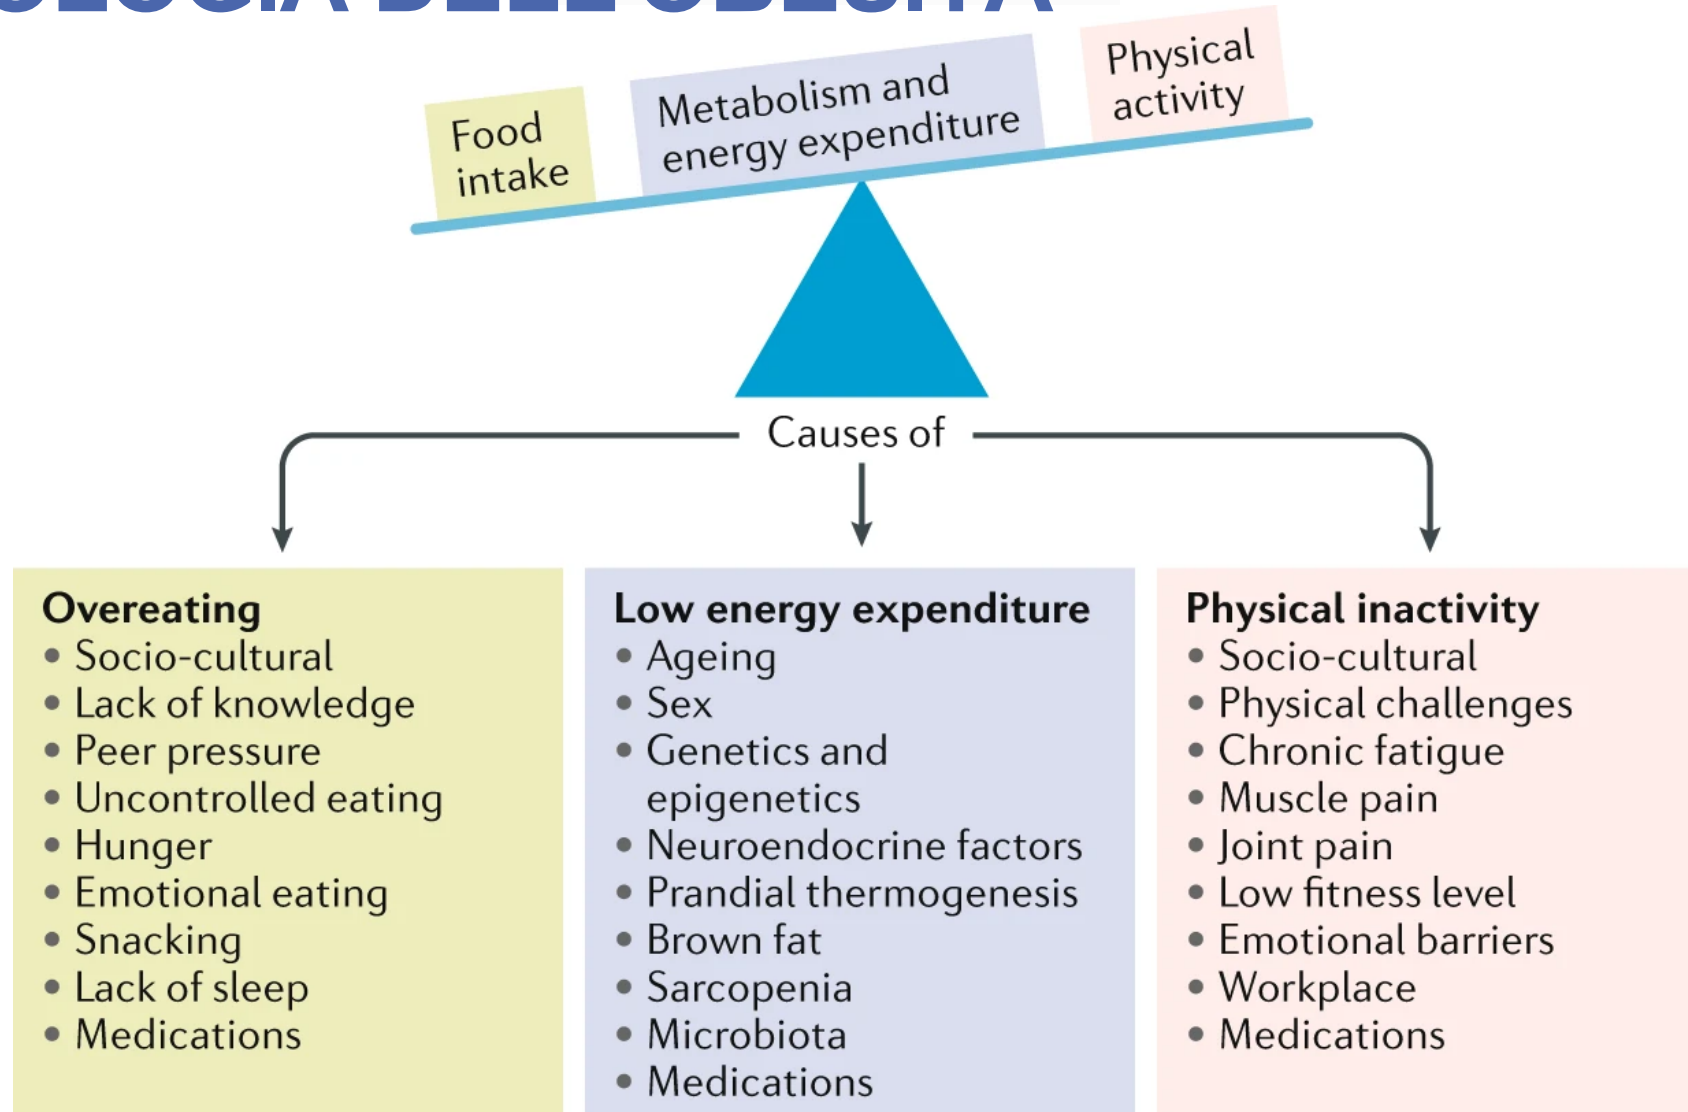 DELL'OBESITÀ
Food
intake
Metabolism and
energy expenditure
Physical
activity
Causes of
Overeating
• Socio-cultural
• Lack of knowledge
• Peer pressure
• Uncontrolled eating
• Hunger
• Emotional eating
• Snacking
• Lack of sleep
• Medications
Low energy expenditure
• Ageing
• Sex
• Genetics and
epigenetics
• Neuroendocrine factors
• Prandial thermogenesis
• Brown fat
• Sarcopenia
• Microbiota
• Medications
Physical inactivity
• Socio-cultural
• Physical challenges
• Chronic fatigue
• Muscle pain
• Joint pain
• Low fitness level
• Emotional barriers
• Workplace
• Medications